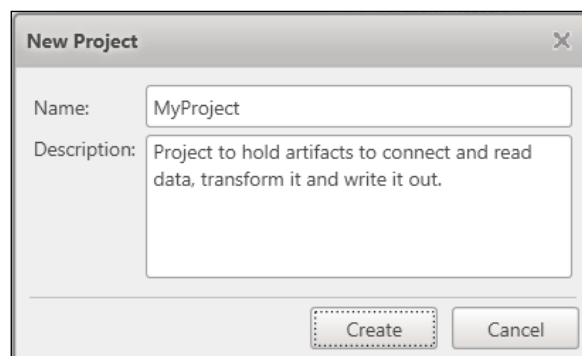 New Project
Name: MyProject
Description: Project to hold artifacts to connect and read
data, transform it and write it out.
Create Cancel